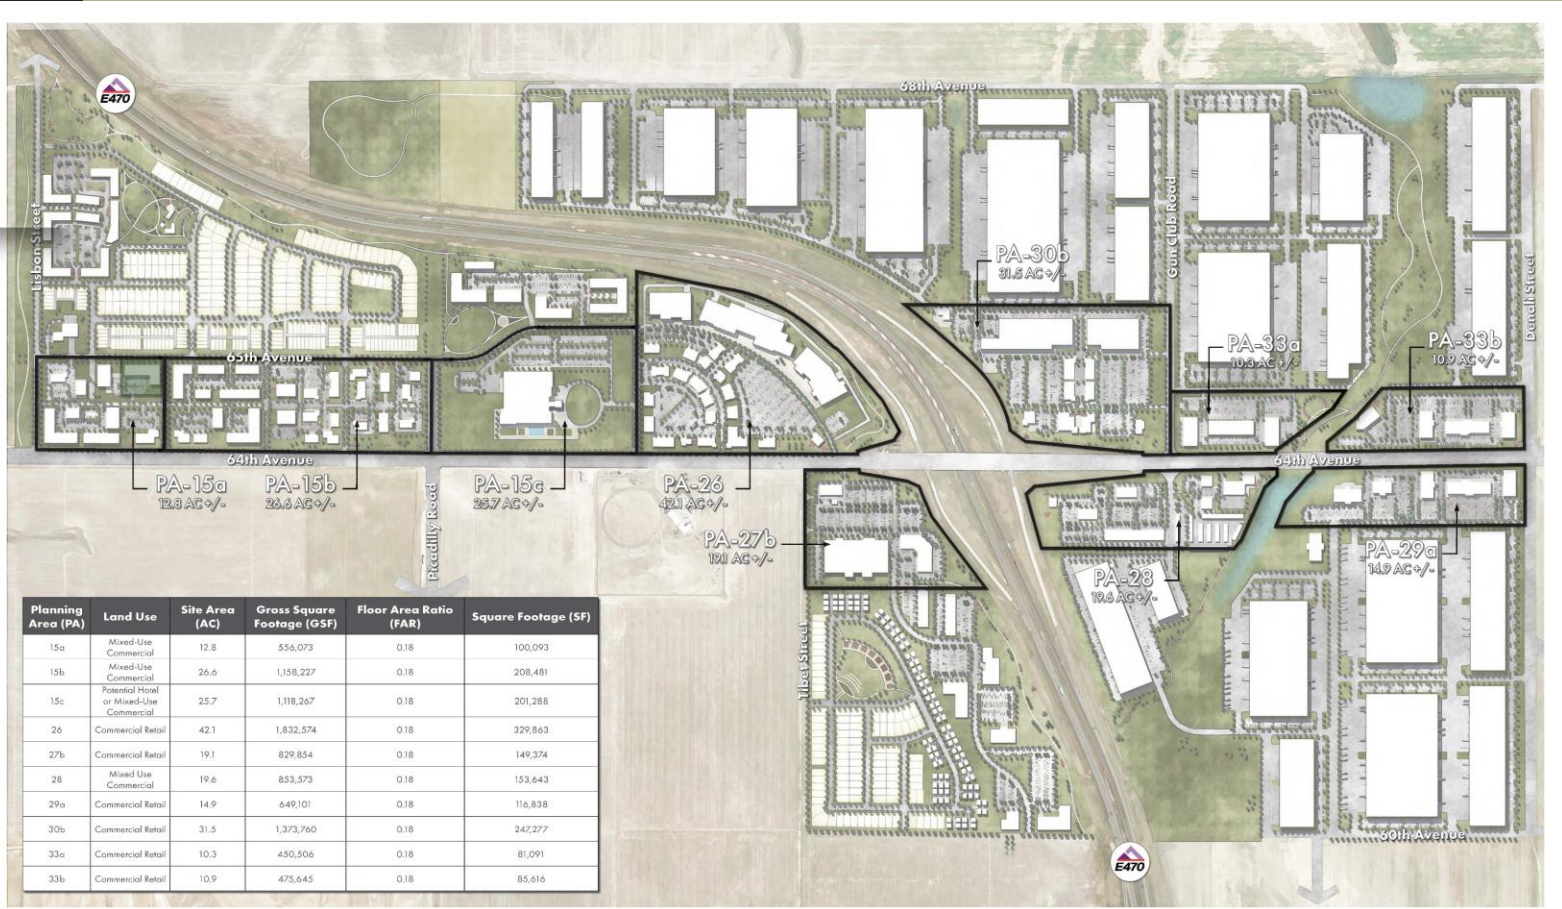 68th Avenue
E470
Lisbon Street
Gun Club Road
Denali Street
PA-30b
31.5 AC +/-
PA-33a
10.3 AC +/-
PA-33b
10.9 AC +/-
65th Avenue
64th Avenue
64th Avenue
PA-15a
12.8 AC +/-
PA-15b
26.6 AC +/-
PA-15c
25.7 AC +/-
PA-26
42.1 AC +/-
Picadilly Road
PA-27b
19.1 AC +/-
PA-28
19.6 AC +/-
PA-29a
14.9 AC +/-
Tibet Street
60th Avenue
E470
Planning Area (PA) Land Use Site Area (AC) Gross Square Footage (GSF) Floor Area Ratio (FAR) Square Footage (SF)
15a Mixed-Use Commercial 12.8 556,073 0.18 100,093
15b Mixed-Use Commercial 26.6 1,158,227 0.18 208,481
15c Potential Hotel or Mixed-Use Commercial 25.7 1,118,267 0.18 201,288
26 Commercial Retail 42.1 1,832,574 0.18 329,863
27b Commercial Retail 19.1 829,854 0.18 149,374
28 Mixed Use Commercial 19.6 853,573 0.18 153,643
29a Commercial Retail 14.9 649,101 0.18 116,838
30b Commercial Retail 31.5 1,373,760 0.18 247,277
33a Commercial Retail 10.3 450,506 0.18 81,091
33b Commercial Retail 10.9 475,645 0.18 85,616